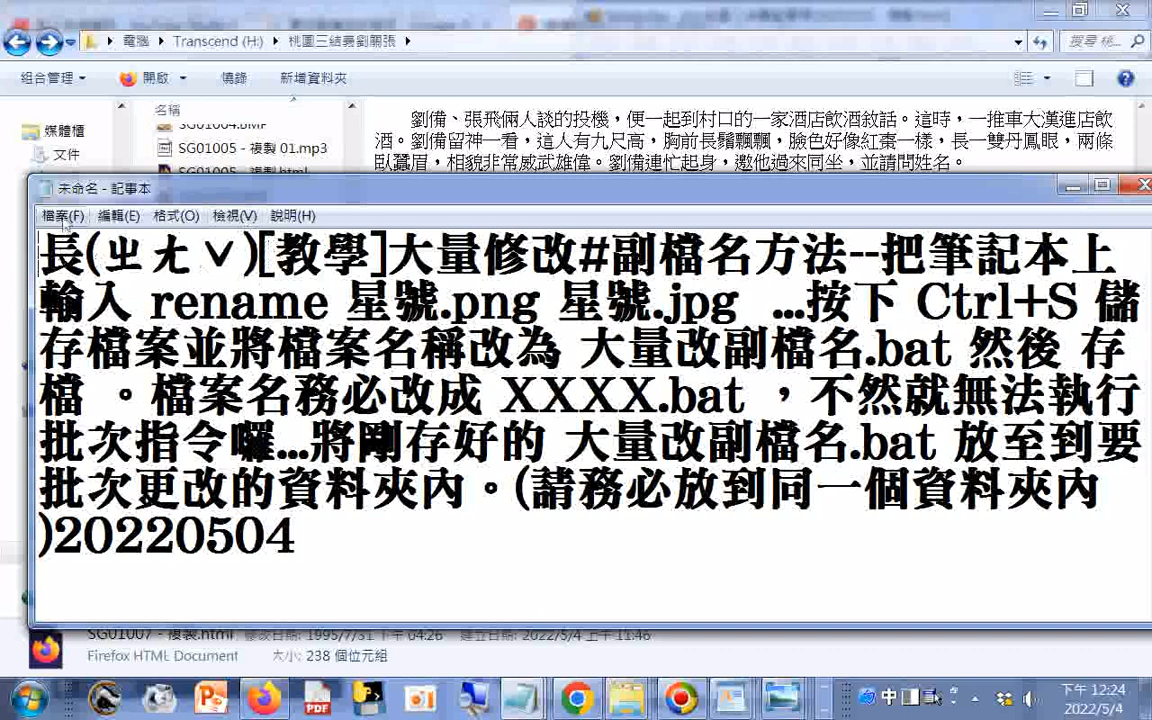 電腦 ▸ Transcend (H:) ▸ 桃園三結義劉關張 ▸
搜尋 桃...
組合管理 開啟 燒錄 新增資料夾
媒體櫃
文件
名稱
SG01004.BMP
SG01005 - 複製 01.mp3
SG01005 - 複製.html
劉備、張飛倆人談的投機，便一起到村口的一家酒店飲酒敘話。這時，一推車大漢進店飲
酒。劉備留神一看，這人有九尺高，胸前長鬚飄飄，臉色好像紅棗一樣，長一雙丹鳳眼，兩條
臥蠶眉，相貌非常威武雄偉。劉備連忙起身，邀他過來同坐，並請問姓名。
未命名 - 記事本
檔案(F) 編輯(E) 格式(O) 檢視(V) 說明(H)
長(ㄓㄤˇ)[教學]大量修改#副檔名方法--把筆記本上
輸入 rename 星號.png 星號.jpg ...按下 Ctrl+S 儲
存檔案並將檔案名稱改為 大量改副檔名.bat 然後 存
檔 。檔案名務必改成 XXXX.bat ，不然就無法執行
批次指令囉...將剛存好的 大量改副檔名.bat 放至到要
批次更改的資料夾內。(請務必放到同一個資料夾內
)20220504
SG01007 - 複製.html 修改日期: 1995/7/31 下午 04:26 建立日期: 2022/5/4 上午 11:46
Firefox HTML Document 大小: 238 個位元組
中
下午 12:24
2022/5/4